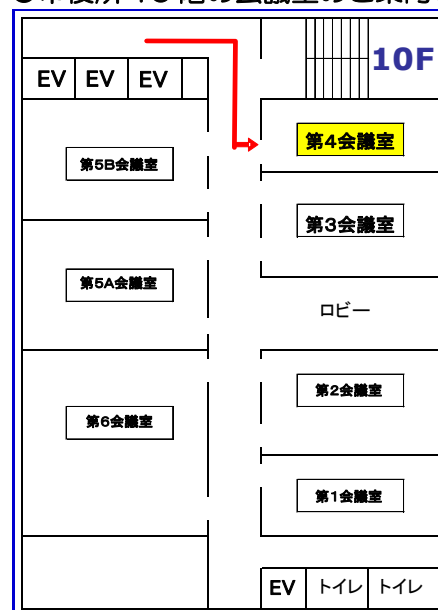 10F
EV EV EV
第4会議室
第5B会議室
第3会議室
第5A会議室
ロビー
第2会議室
第6会議室
第1会議室
EV トイレ トイレ